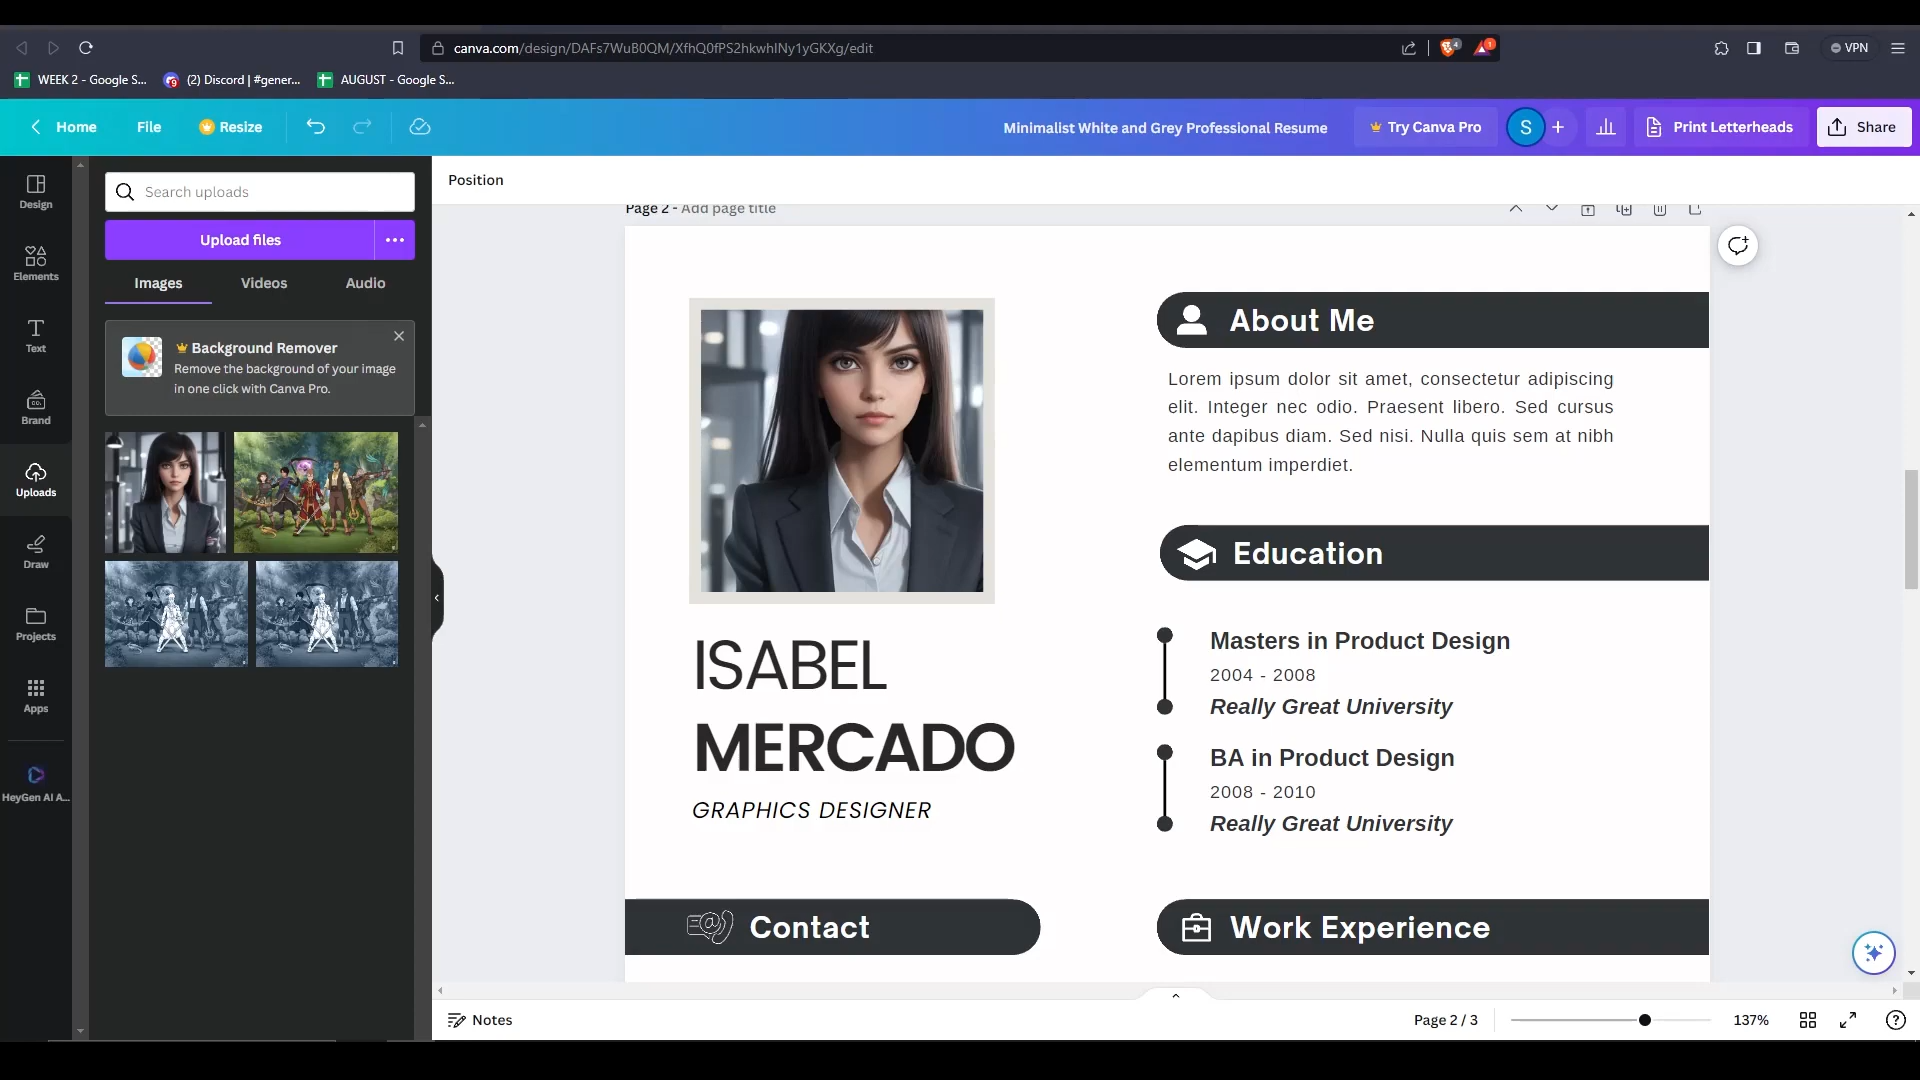 canva.com/design/DAFs7WuB0QM/XfhQ0fPS2hkwhlNy1yGKXg/edit
4
1
VPN
WEEK 2 - Google S...
9
(2) Discord | #gener...
AUGUST - Google S...
Home
File
Resize
Minimalist White and Grey Professional Resume
Try Canva Pro
S
Print Letterheads
Share
Design
Elements
Text
Brand
Uploads
Draw
Projects
Apps
HeyGen AI A...
Search uploads
Upload files
Images
Videos
Audio
Background Remover
Remove the background of your image
in one click with Canva Pro.
Position
Page 2 - Add page title
ISABEL
MERCADO
GRAPHICS DESIGNER
Contact
About Me
Lorem ipsum dolor sit amet, consectetur adipiscing
elit. Integer nec odio. Praesent libero. Sed cursus
ante dapibus diam. Sed nisi. Nulla quis sem at nibh
elementum imperdiet.
Education
Masters in Product Design
2004 - 2008
Really Great University
BA in Product Design
2008 - 2010
Really Great University
Work Experience
Notes
Page 2 / 3
137%